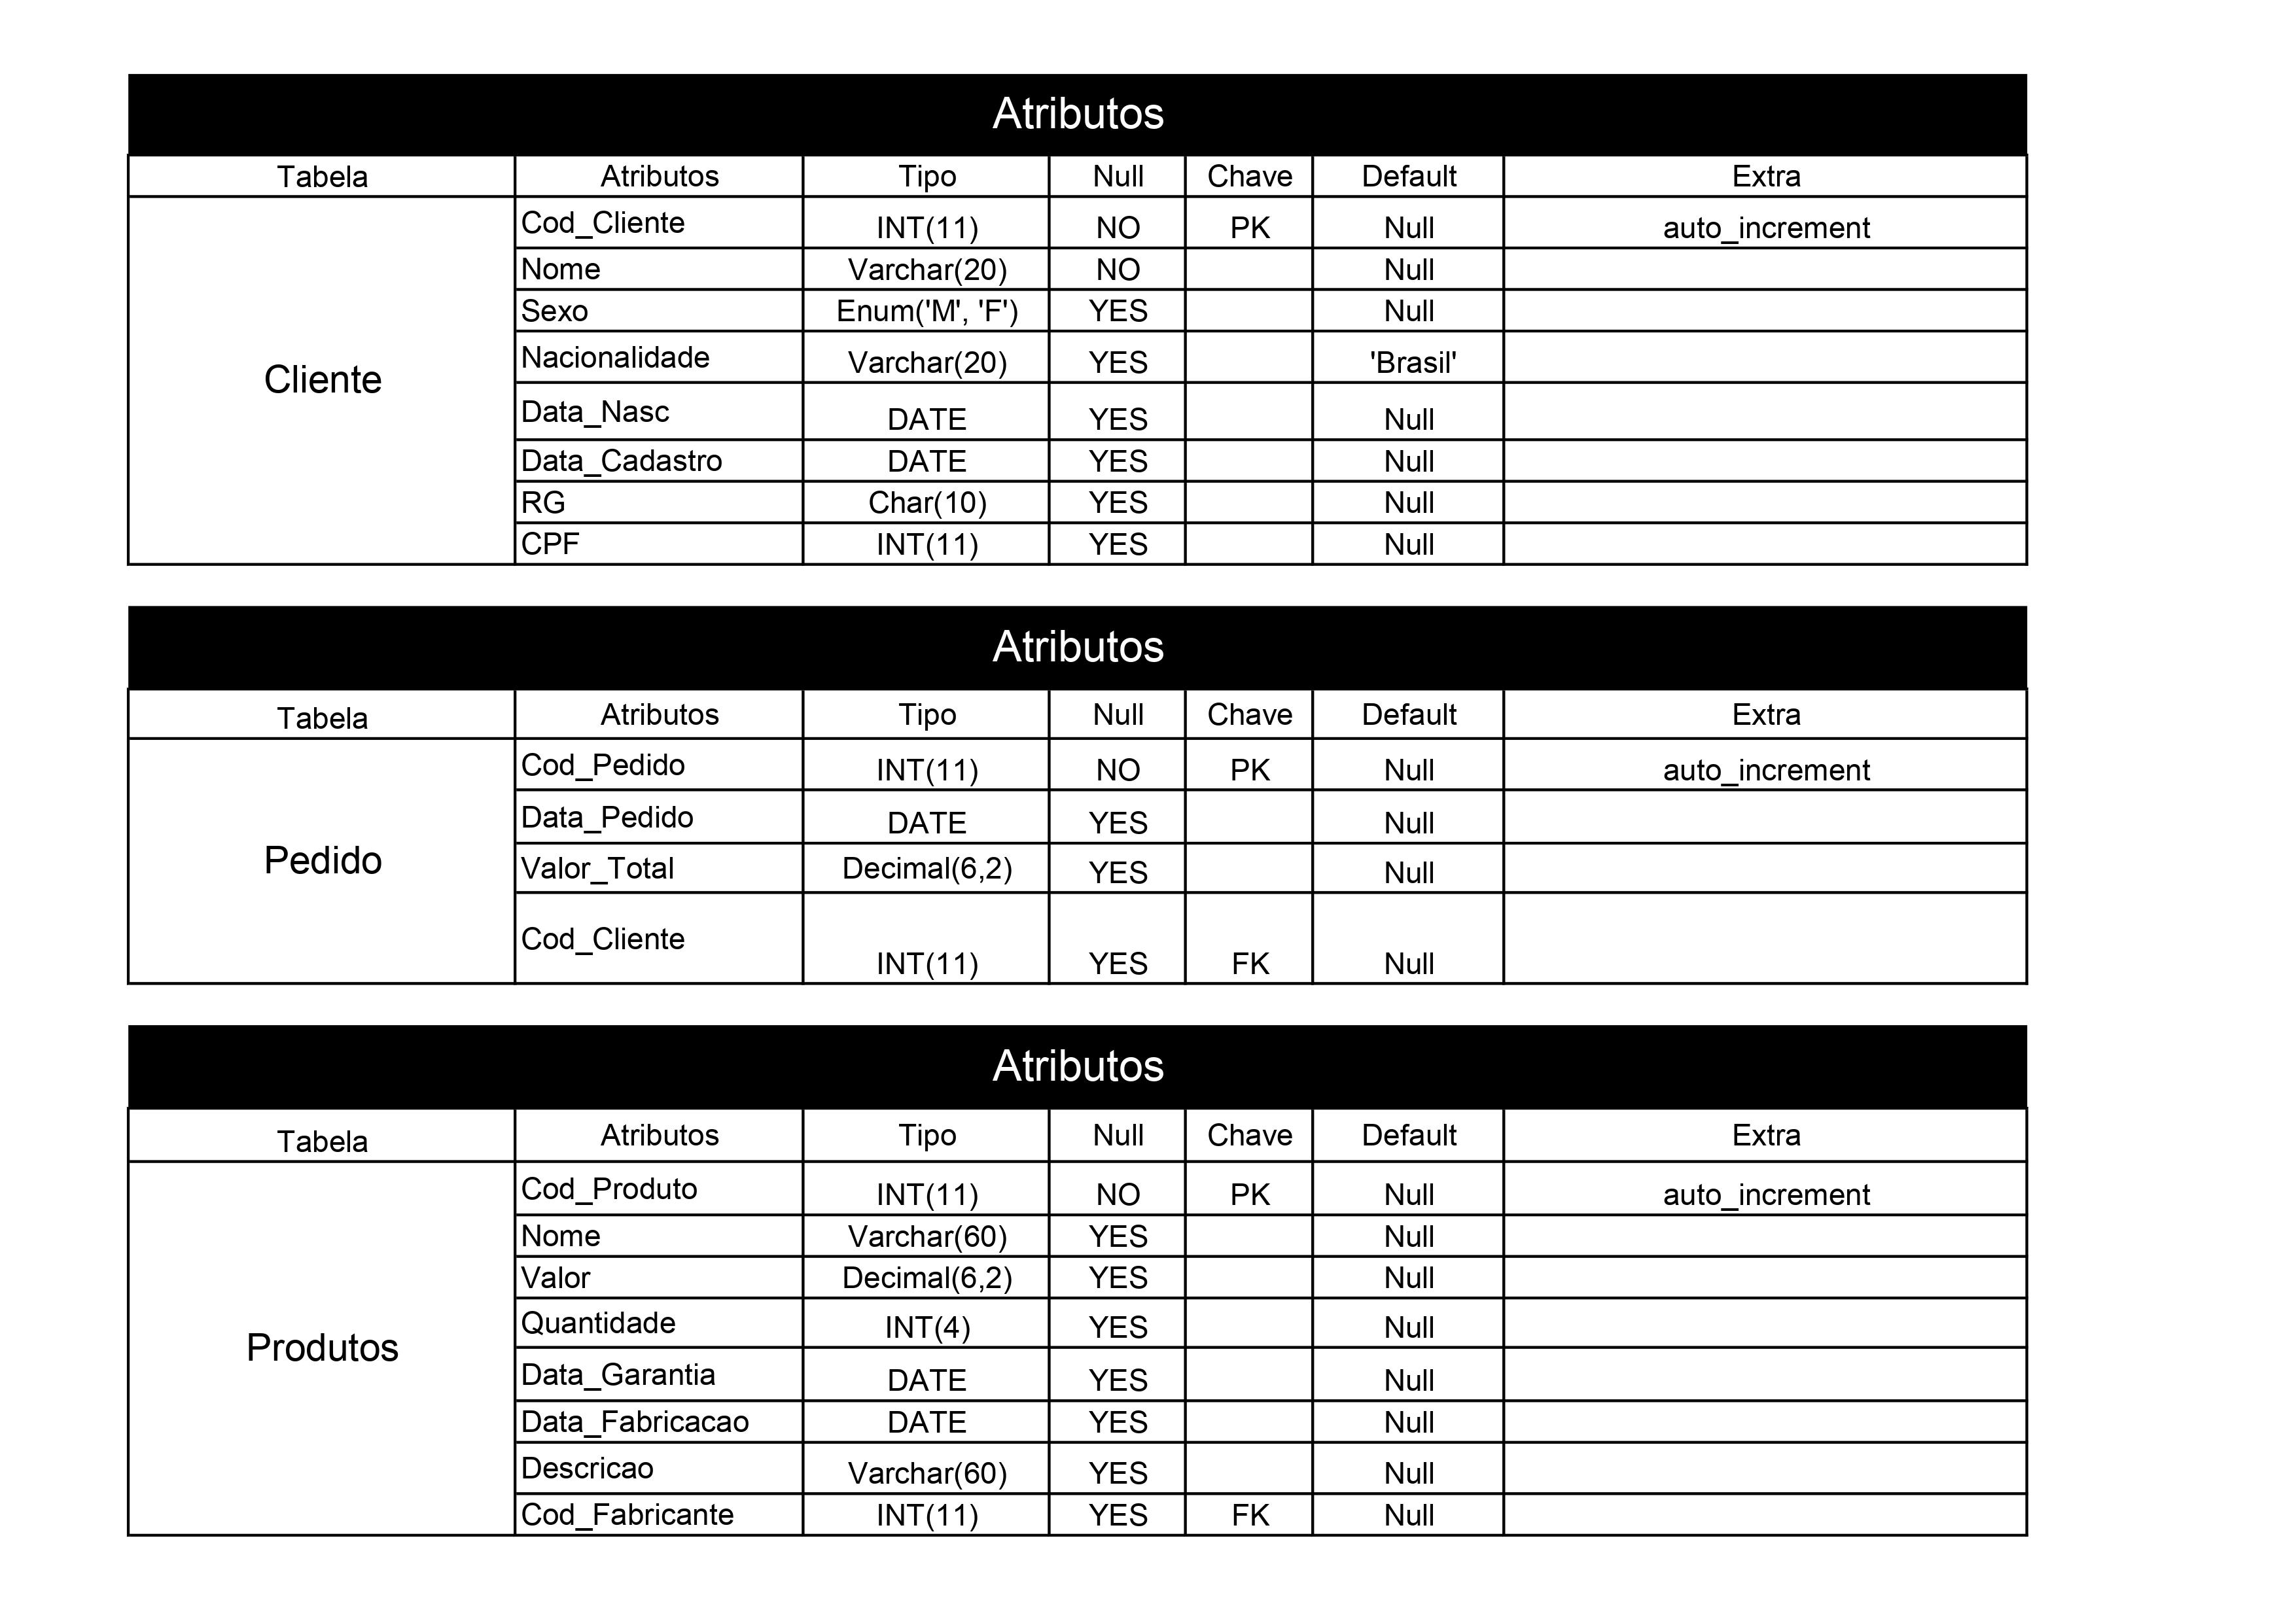 Atributos
Tabela Atributos Tipo Null Chave Default Extra
Cliente
Cod_Cliente INT(11) NO PK Null auto_increment
Nome Varchar(20) NO Null
Sexo Enum('M', 'F') YES Null
Nacionalidade Varchar(20) YES 'Brasil'
Data_Nasc DATE YES Null
Data_Cadastro DATE YES Null
RG Char(10) YES Null
CPF INT(11) YES Null
Atributos
Tabela Atributos Tipo Null Chave Default Extra
Pedido
Cod_Pedido INT(11) NO PK Null auto_increment
Data_Pedido DATE YES Null
Valor_Total Decimal(6,2) YES Null
Cod_Cliente INT(11) YES FK Null
Atributos
Tabela Atributos Tipo Null Chave Default Extra
Produtos
Cod_Produto INT(11) NO PK Null auto_increment
Nome Varchar(60) YES Null
Valor Decimal(6,2) YES Null
Quantidade INT(4) YES Null
Data_Garantia DATE YES Null
Data_Fabricacao DATE YES Null
Descricao Varchar(60) YES Null
Cod_Fabricante INT(11) YES FK Null